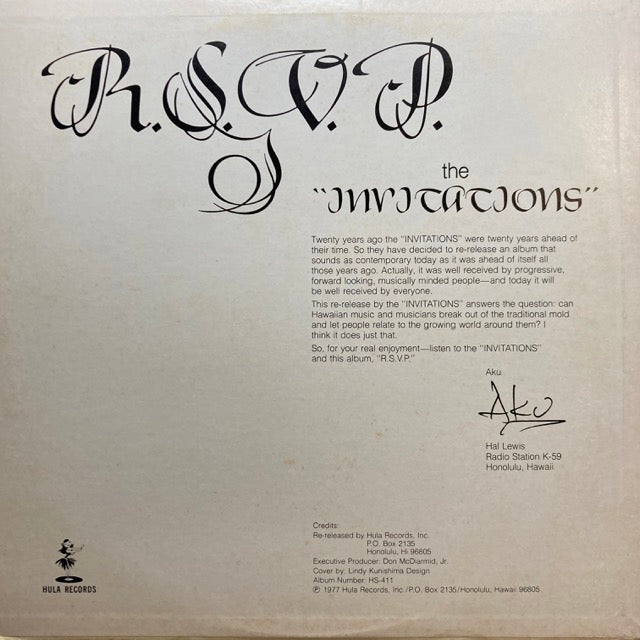 R.S.V.P.
the
"INVITATIONS"
Twenty years ago the "INVITATIONS" were twenty years ahead of
their time. So they have decided to re-release an album that
sounds as contemporary today as it was ahead of itself all
those years ago. Actually, it was well received by progressive,
forward looking, musically minded people—and today it will
be well received by everyone.
This re-release by the "INVITATIONS" answers the question: can
Hawaiian music and musicians break out of the traditional mold
and let people relate to the growing world around them? I
think it does just that.
So, for your real enjoyment—listen to the "INVITATIONS"
and this album, "R.S.V.P."
Aku
Aku
Hal Lewis
Radio Station K-59
Honolulu, Hawaii
Credits:
Re-released by Hula Records, Inc.
P.O. Box 2135
Honolulu, Hi 96805
Executive Producer: Don McDiarmid, Jr.
Cover by: Lindy Kunishima Design
Album Number: HS-411
℗ 1977 Hula Records, Inc./P.O. Box 2135/Honolulu, Hawaii 96805
HULA RECORDS